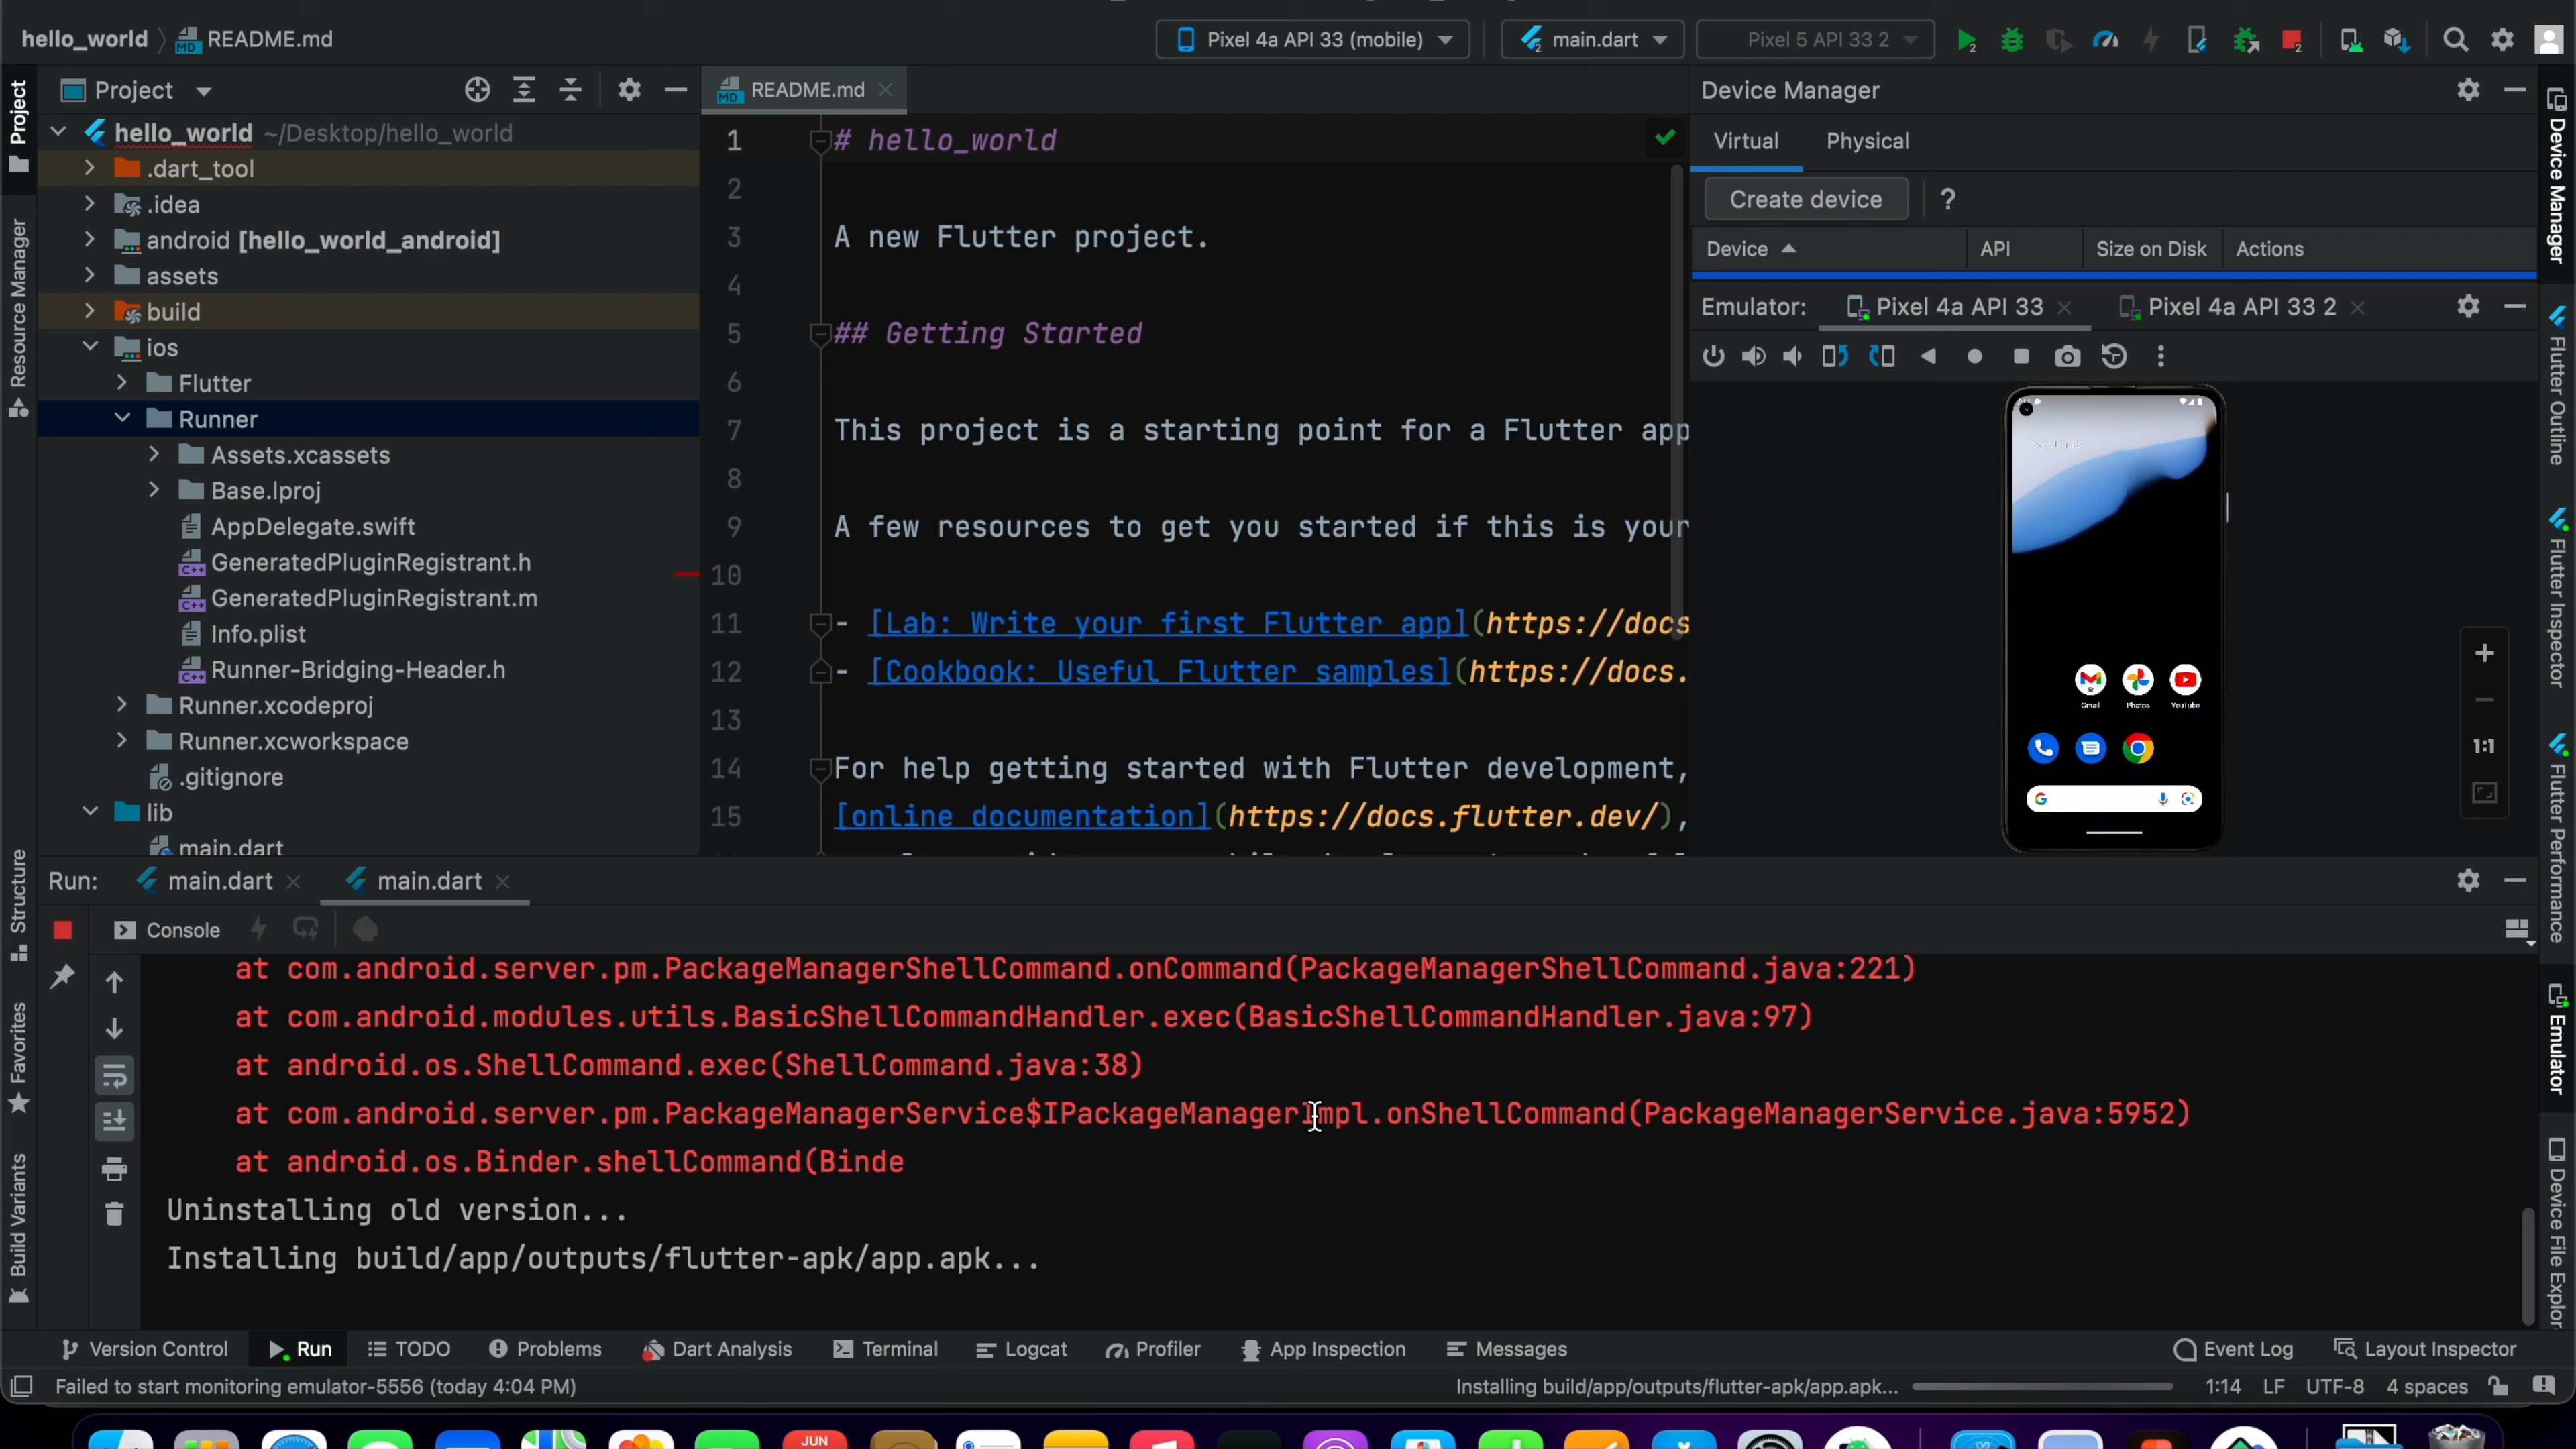 hello_world
README.md
Pixel 4a API 33 (mobile)
main.dart
Pixel 5 API 33 2
Project
hello_world ~/Desktop/hello_world
.dart_tool
.idea
android [hello_world_android]
assets
build
ios
Flutter
Runner
Assets.xcassets
Base.lproj
AppDelegate.swift
GeneratedPluginRegistrant.h
GeneratedPluginRegistrant.m
Info.plist
Runner-Bridging-Header.h
Runner.xcodeproj
Runner.xcworkspace
.gitignore
lib
main.dart
Project
Resource Manager
Structure
Favorites
Build Variants
README.md
1 # hello_world
2
3 A new Flutter project.
4
5 ## Getting Started
6
7 This project is a starting point for a Flutter app
8
9 A few resources to get you started if this is your
10
11 - [Lab: Write your first Flutter app](https://docs
12 - [Cookbook: Useful Flutter samples](https://docs.
13
14 For help getting started with Flutter development,
15 [online documentation](https://docs.flutter.dev/),
Device Manager
Virtual
Physical
Create device
?
Device API Size on Disk Actions
Emulator: Pixel 4a API 33 Pixel 4a API 33 2
Gmail Photos YouTube
1:1
Device Manager
Flutter Outline
Flutter Inspector
Flutter Performance
Emulator
Device File Explor
Run: main.dart main.dart
Console
at com.android.server.pm.PackageManagerShellCommand.onCommand(PackageManagerShellCommand.java:221)
at com.android.modules.utils.BasicShellCommandHandler.exec(BasicShellCommandHandler.java:97)
at android.os.ShellCommand.exec(ShellCommand.java:38)
at com.android.server.pm.PackageManagerService$IPackageManagerImpl.onShellCommand(PackageManagerService.java:5952)
at android.os.Binder.shellCommand(Binde
Uninstalling old version...
Installing build/app/outputs/flutter-apk/app.apk...
Version Control Run TODO Problems Dart Analysis Terminal Logcat Profiler App Inspection Messages Event Log Layout Inspector
Failed to start monitoring emulator-5556 (today 4:04 PM)
Installing build/app/outputs/flutter-apk/app.apk...
1:14 LF UTF-8 4 spaces
JUN